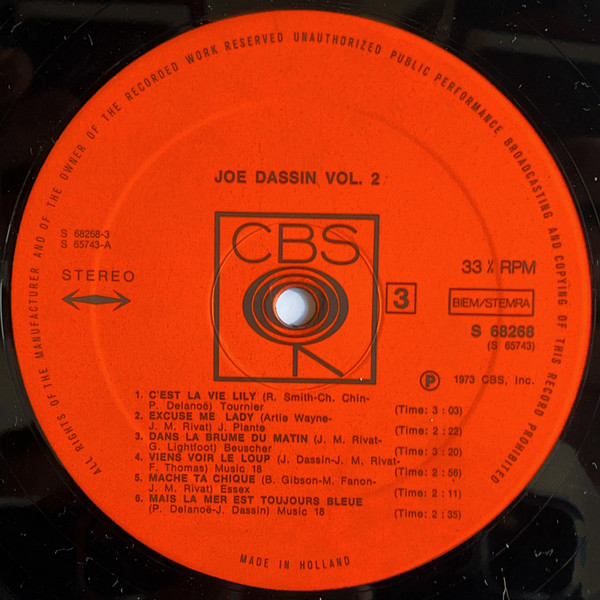 ALL RIGHTS OF THE MANUFACTURER AND OF THE OWNER OF THE RECORDED WORK RESERVED UNAUTHORIZED PUBLIC PERFORMANCE BROADCASTING AND COPYING OF THIS RECORD PROHIBITED
JOE DASSIN VOL. 2
CBS
S 68268-3
S 65743-A
STEREO
3
33 ⅓ RPM
BIEM/STEMRA
S 68268
(S 65743)
℗ 1973 CBS, Inc.
1. C'EST LA VIE LILY (R. Smith-Ch. Chin-
P. Delanoë) Tournier (Time: 3 : 03)
2. EXCUSE ME LADY (Artie Wayne-
J. M. Rivat) J. Plante (Time: 2 : 22)
3. DANS LA BRUME DU MATIN (J. M. Rivat-
G. Lightfoot) Beuscher (Time: 3 : 20)
4. VIENS VOIR LE LOUP (J. Dassin-J. M. Rivat-
F. Thomas) Music 18 (Time: 2 : 56)
5. MACHE TA CHIQUE (B. Gibson-M. Fanon-
J. M. Rivat) Essex (Time: 2 : 11)
6. MAIS LA MER EST TOUJOURS BLEUE
(P. Delanoë-J. Dassin) Music 18 (Time: 2 : 35)
MADE IN HOLLAND